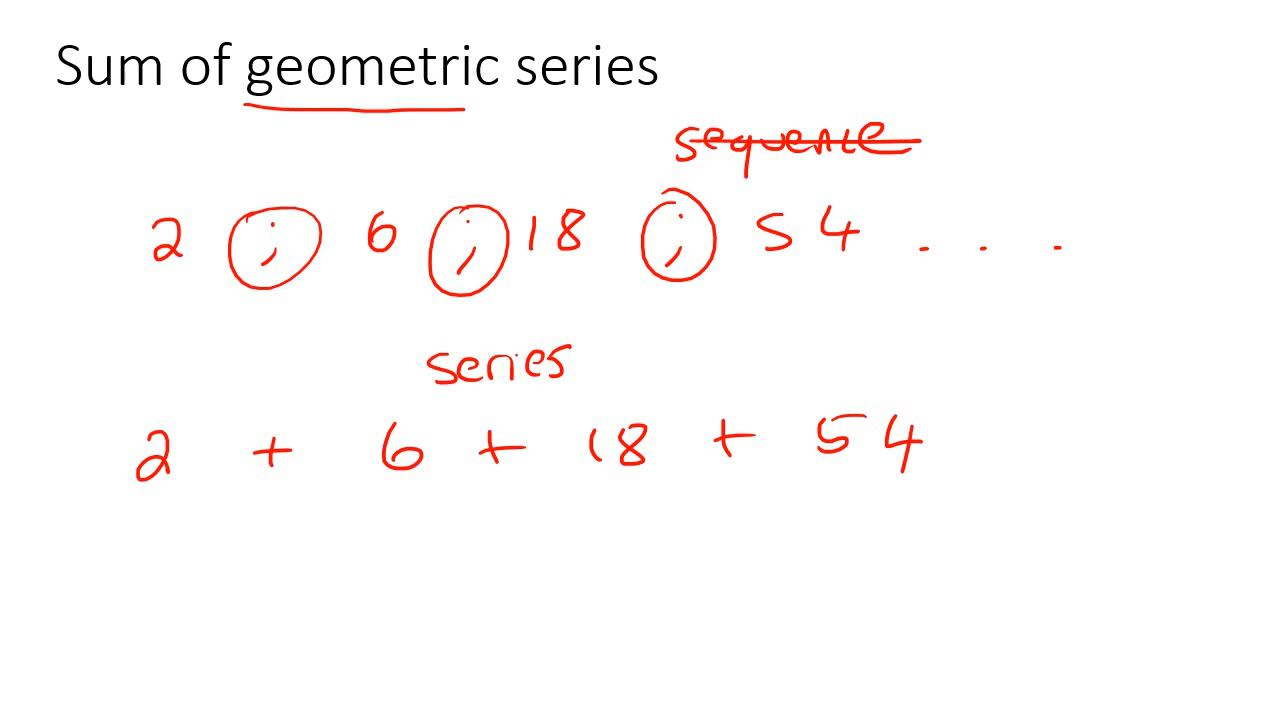 Sum of geometric series
sequence
2 ; 6 ; 18 ; 54 . . .
series
2 + 6 + 18 + 54